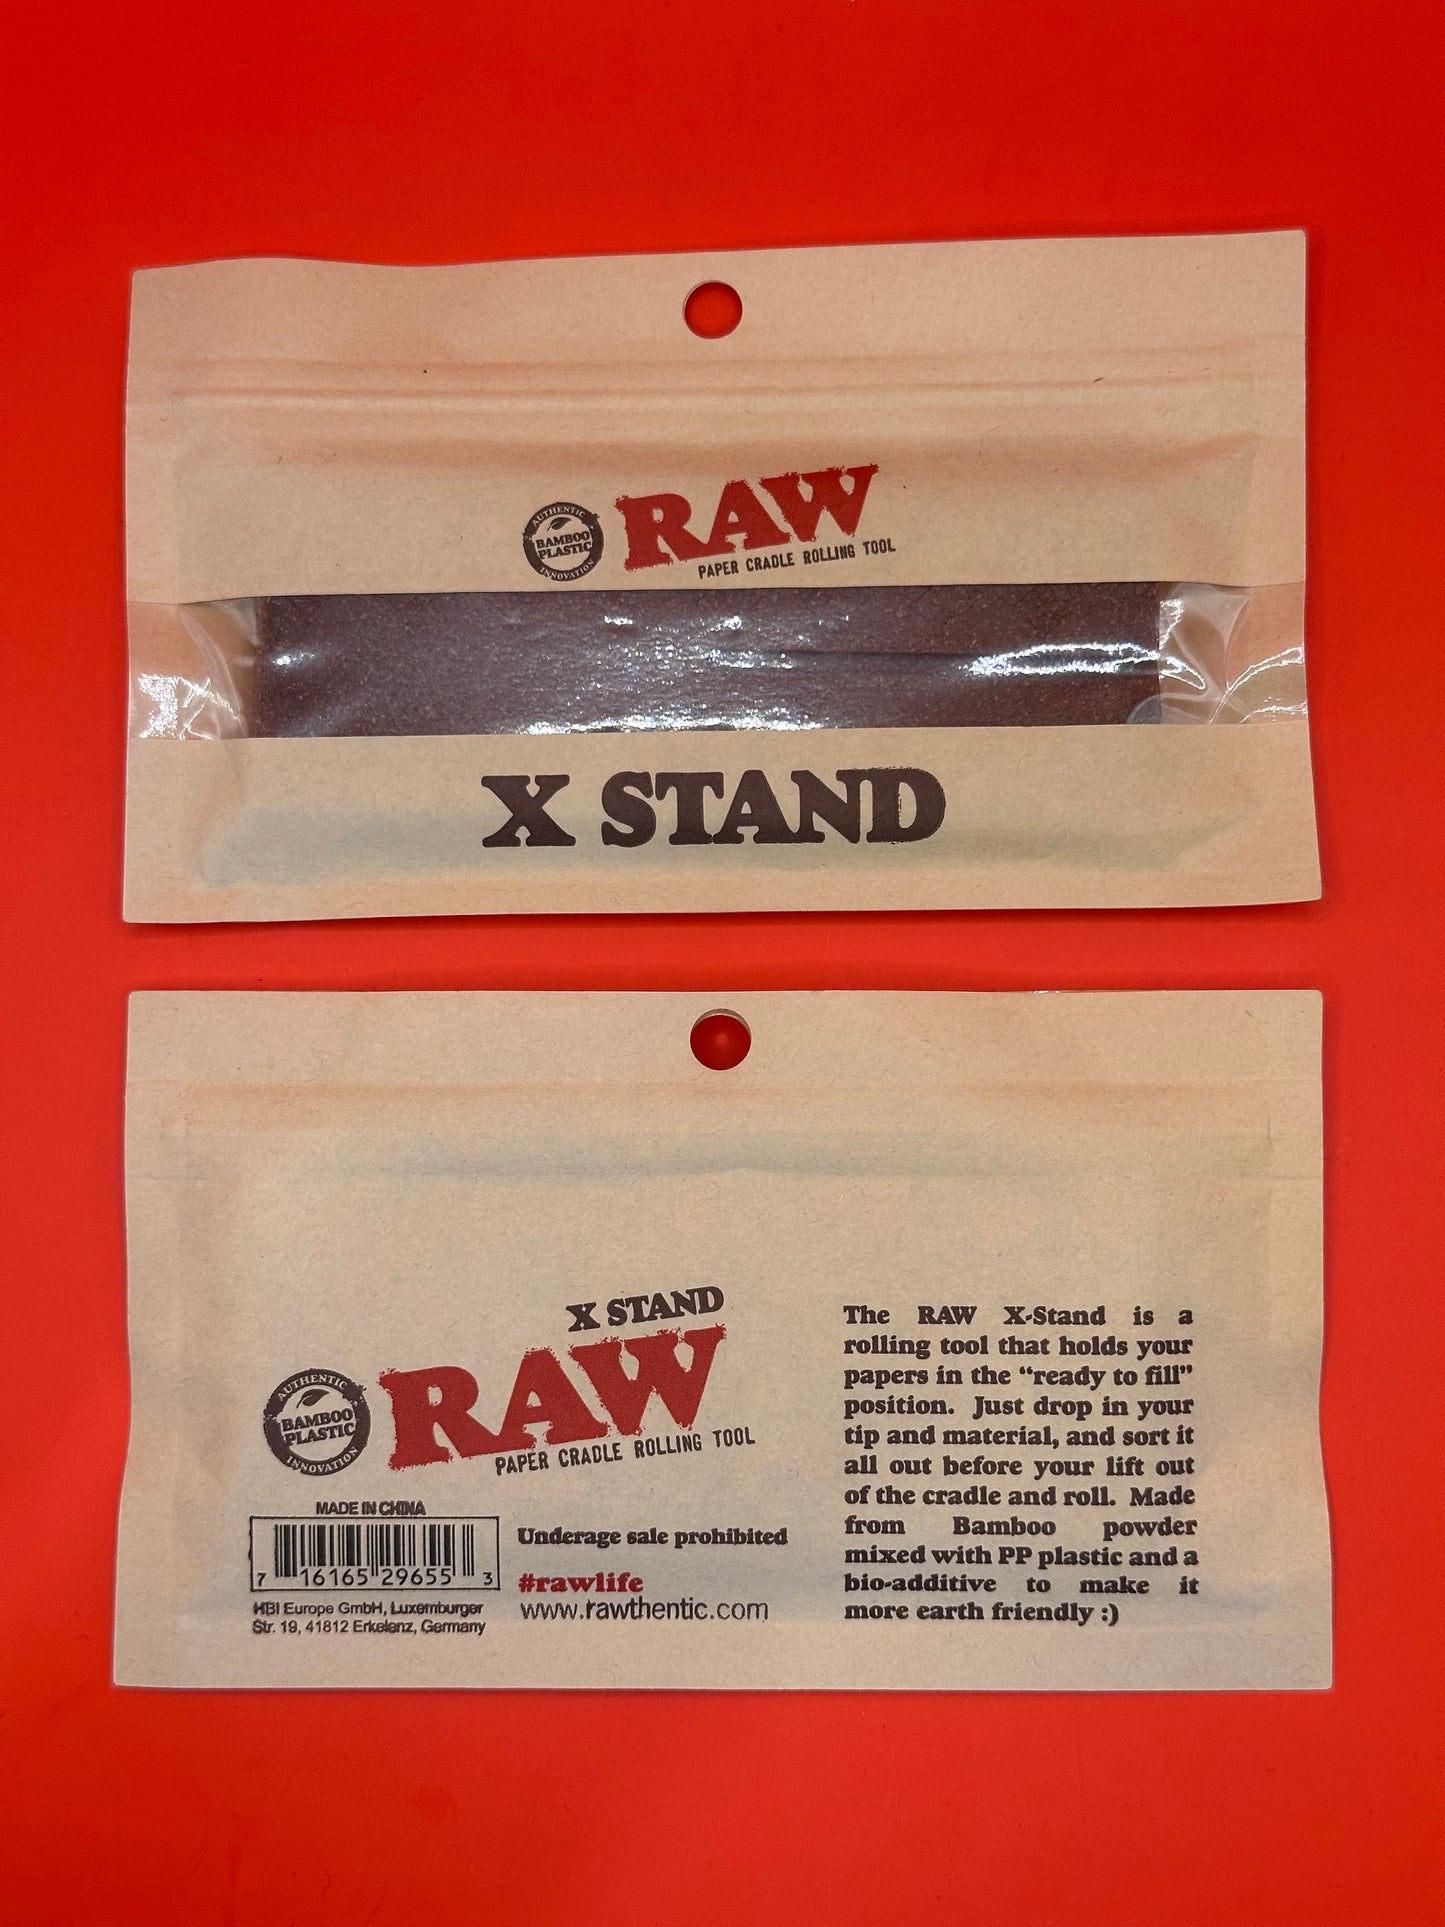 AUTHENTIC
BAMBOO
PLASTIC
INNOVATION
RAW
PAPER CRADLE ROLLING TOOL
X STAND
X STAND
RAW
PAPER CRADLE ROLLING TOOL
AUTHENTIC
BAMBOO
PLASTIC
INNOVATION
MADE IN CHINA
7 16165 29655 3
HBI Europe GmbH, Luxemburger
Str. 19, 41812 Erkelenz, Germany
Underage sale prohibited
#rawlife
www.rawthentic.com
The RAW X-Stand is a
rolling tool that holds your
papers in the “ready to fill”
position. Just drop in your
tip and material, and sort it
all out before your lift out
of the cradle and roll. Made
from Bamboo powder
mixed with PP plastic and a
bio-additive to make it
more earth friendly :)